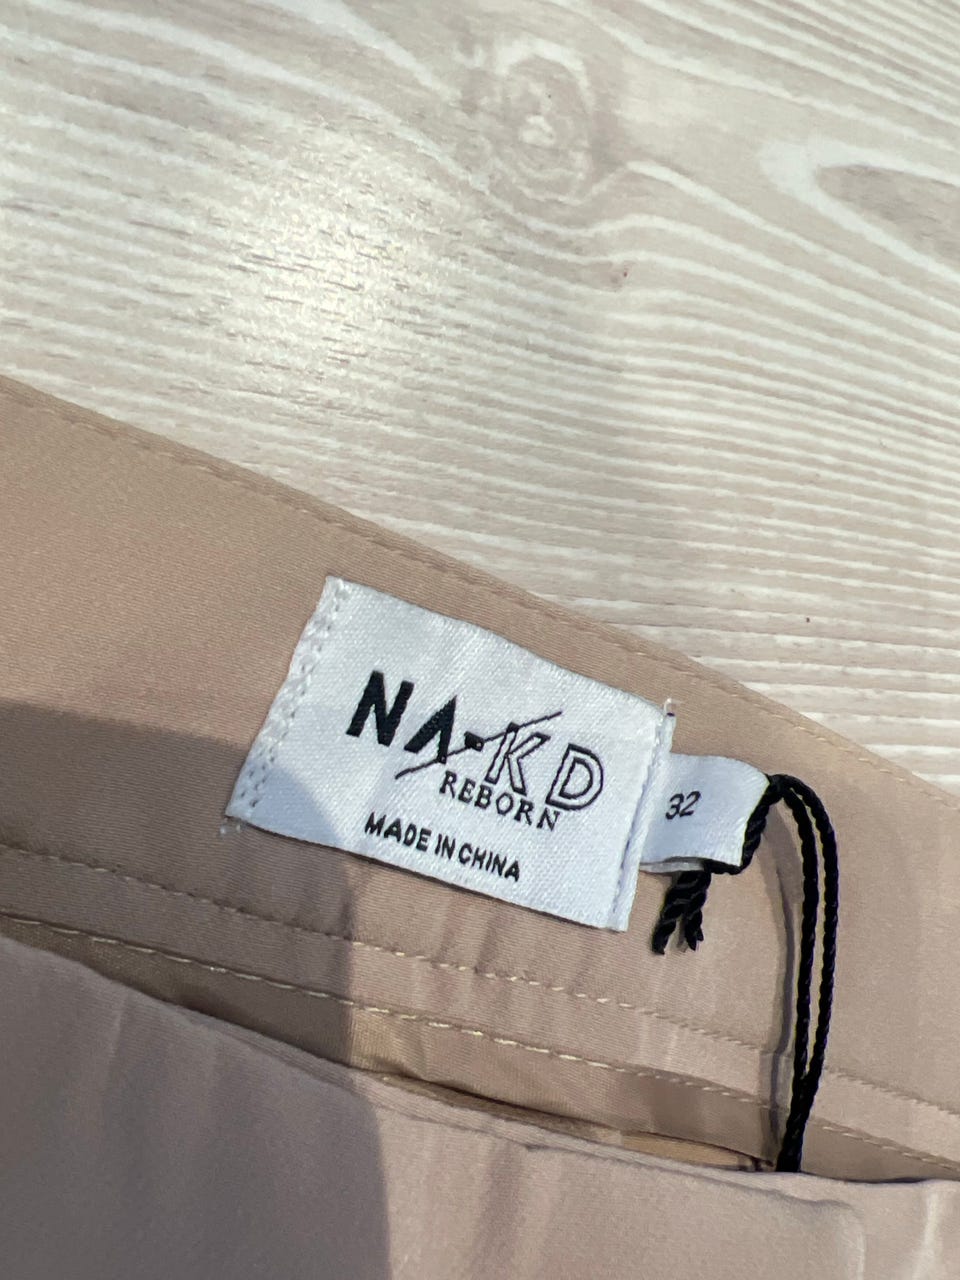 NA-KD
REBORN
MADE IN CHINA
32